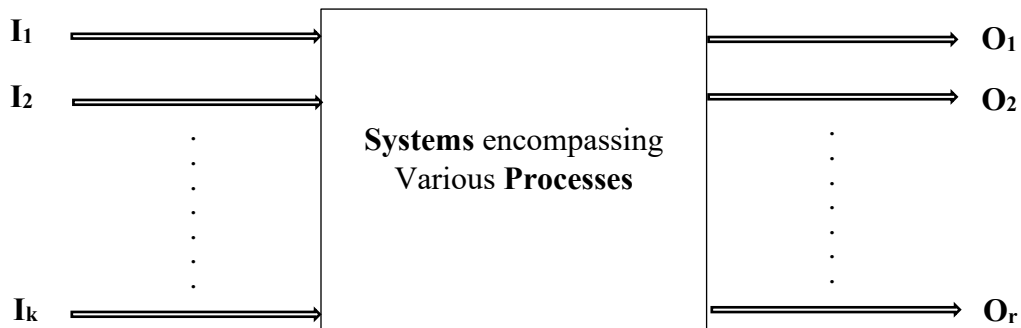 I1
O1
I2
O2
Systems encompassing
Various Processes
Ik
Or